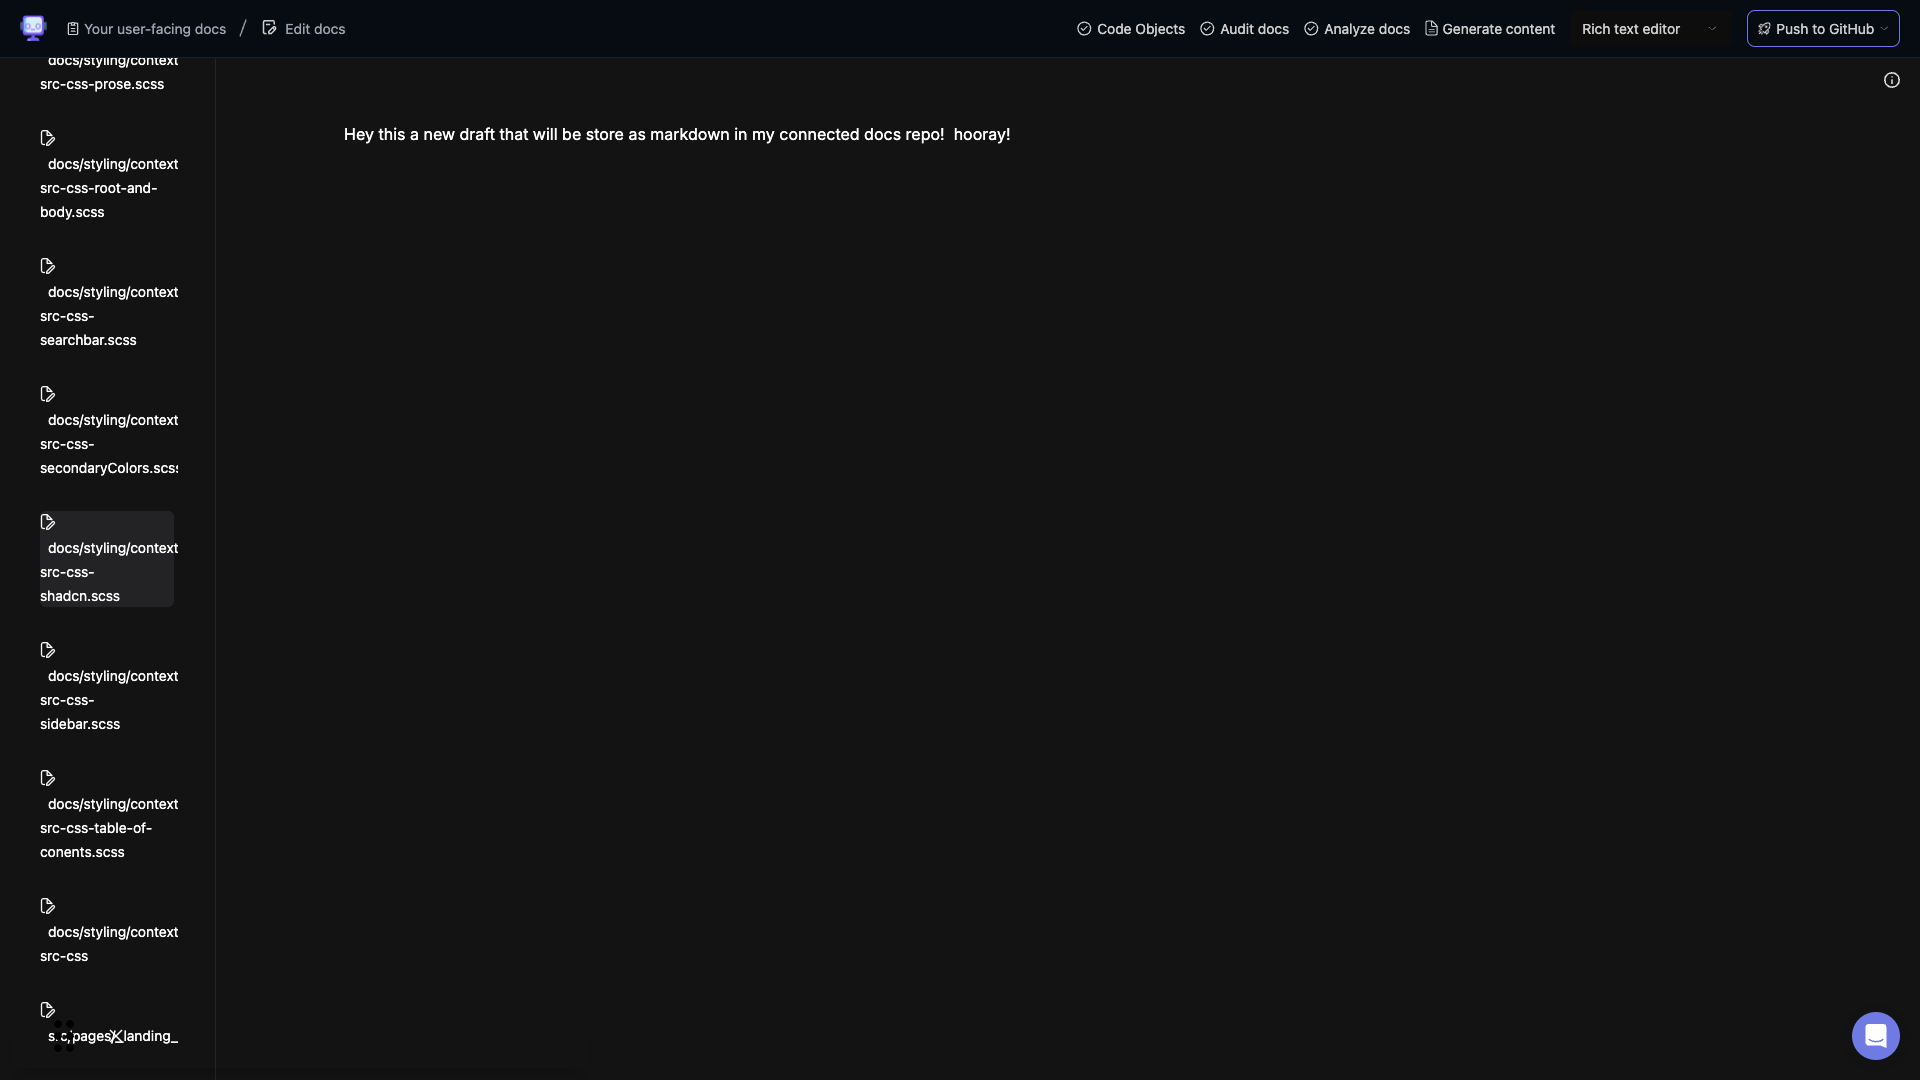 Your user-facing docs / Edit docs
Code Objects Audit docs Analyze docs Generate content Rich text editor Push to GitHub
docs/styling/context
src-css-prose.scss
docs/styling/context
src-css-root-and-
body.scss
docs/styling/context
src-css-
searchbar.scss
docs/styling/context
src-css-
secondaryColors.scss
docs/styling/context
src-css-
shadcn.scss
docs/styling/context
src-css-
sidebar.scss
docs/styling/context
src-css-table-of-
conents.scss
docs/styling/context
src-css
src/pages/_landing_
Hey this a new draft that will be store as markdown in my connected docs repo!  hooray!